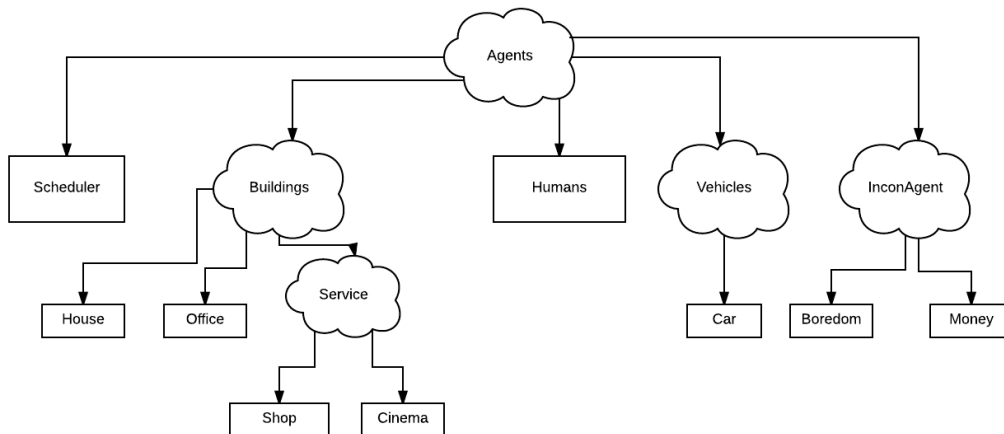 Agents
Scheduler
Buildings
Humans
Vehicles
InconAgent
House
Office
Service
Car
Boredom
Money
Shop
Cinema